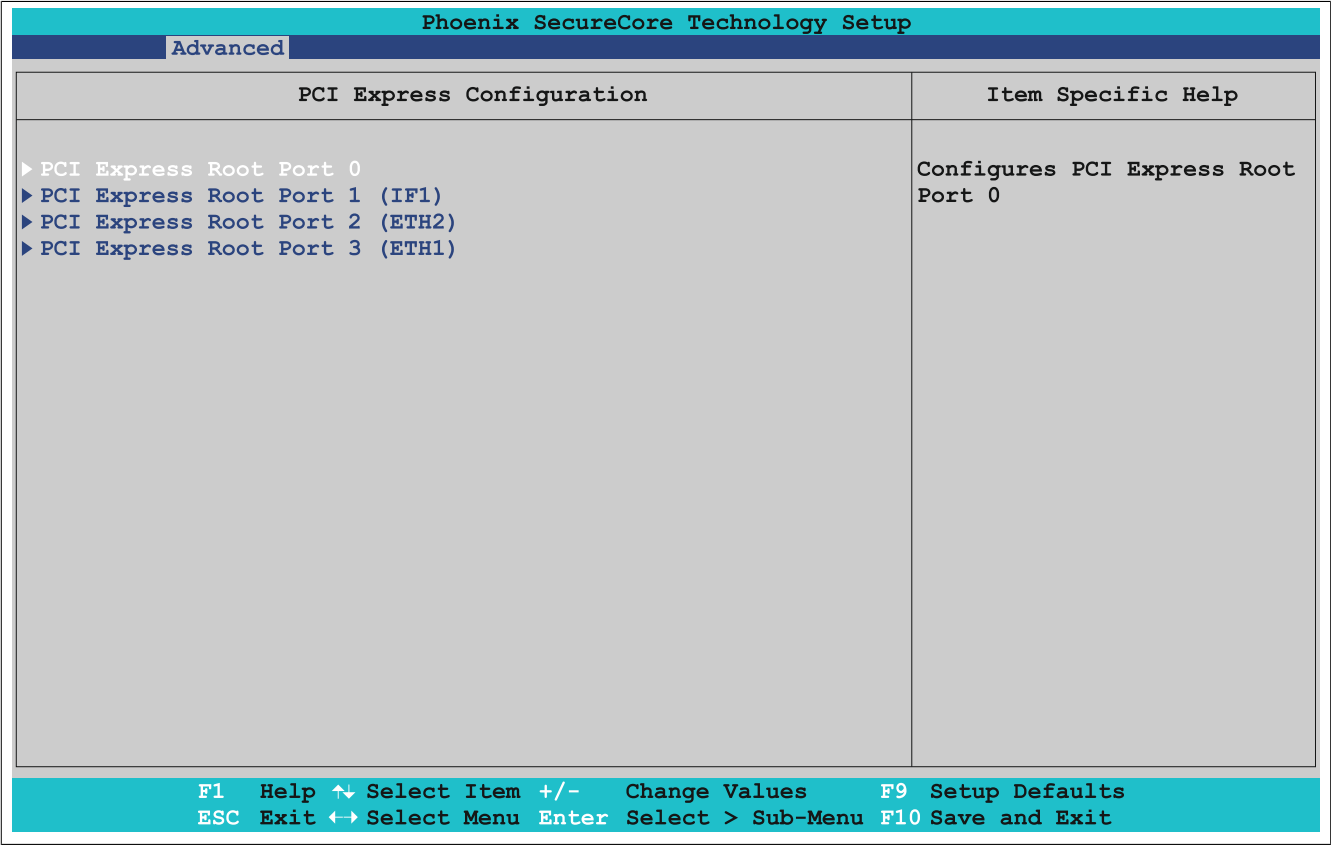 Phoenix SecureCore Technology Setup
Advanced
PCI Express Configuration
Item Specific Help
PCI Express Root Port 0
PCI Express Root Port 1 (IF1)
PCI Express Root Port 2 (ETH2)
PCI Express Root Port 3 (ETH1)
Configures PCI Express Root
Port 0
F1 Help ↑↓ Select Item +/- Change Values F9 Setup Defaults
ESC Exit ←→ Select Menu Enter Select > Sub-Menu F10 Save and Exit